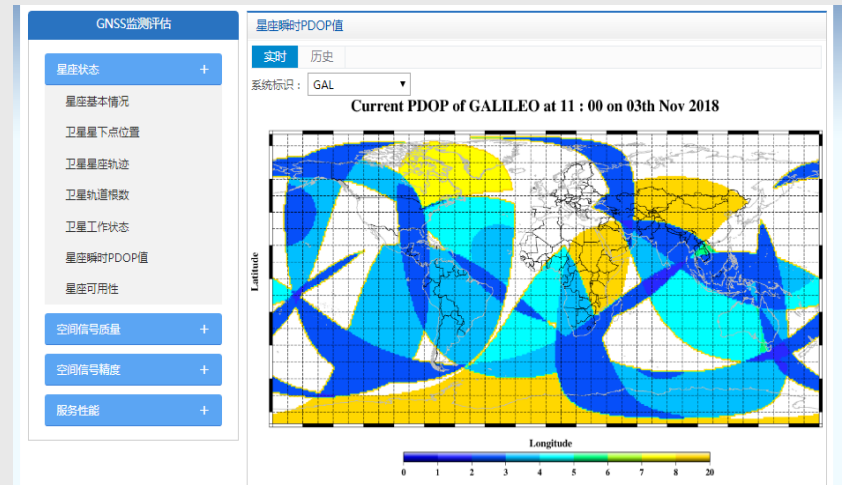 GNSS监测评估
星座状态 +
星座基本情况
卫星星下点位置
卫星星座轨迹
卫星轨道根数
卫星工作状态
星座瞬时PDOP值
星座可用性
空间信号质量 +
空间信号精度 +
服务性能 +
星座瞬时PDOP值
实时 历史
系统标识： GAL
Current PDOP of GALILEO at 11 : 00 on 03th Nov 2018
Latitude
Longitude
0 1 2 3 4 5 6 7 8 20